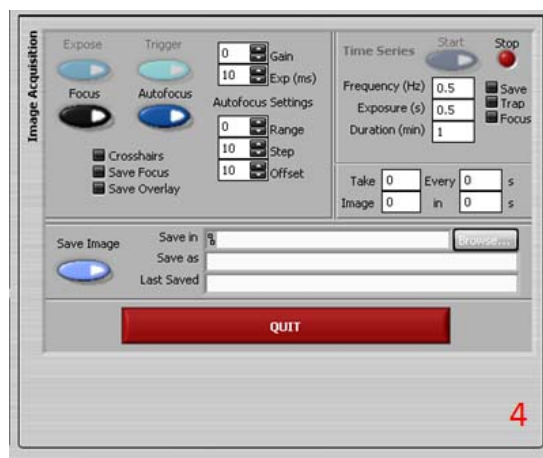 Image Acquisition
Expose Trigger
0 Gain
10 Exp (ms)
Focus Autofocus
Autofocus Settings
0 Range
10 Step
10 Offset
Crosshairs
Save Focus
Save Overlay
Time Series Start Stop
Frequency (Hz) 0.5 Save
Exposure (s) 0.5 Trap
Duration (min) 1 Focus
Take 0 Every 0 s
Image 0 in 0 s
Save Image
Save in Browse...
Save as
Last Saved
QUIT
4